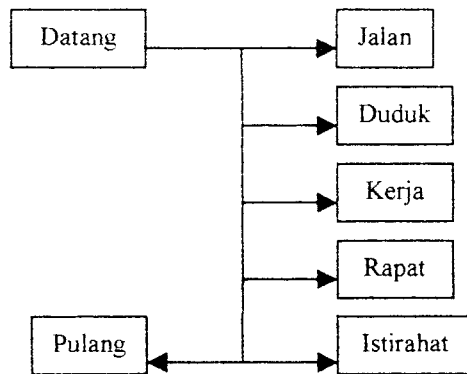 Datang
Jalan
Duduk
Kerja
Rapat
Pulang
Istirahat